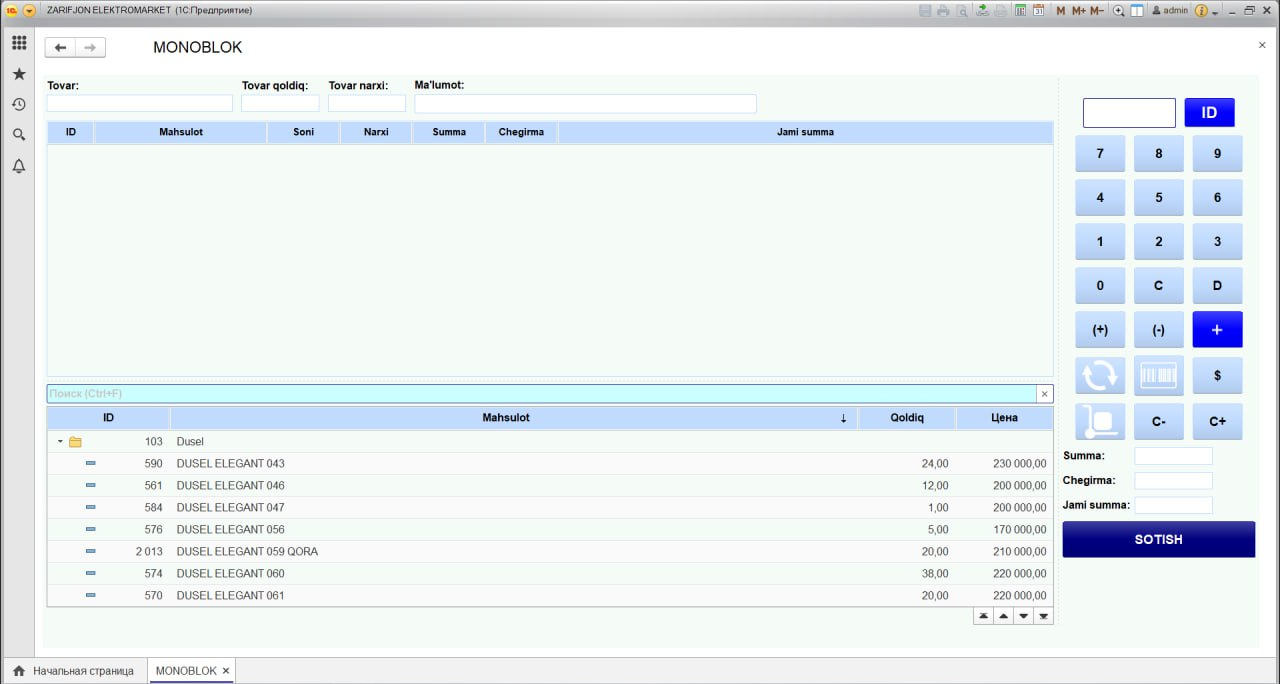 ZARIFJON ELEKTROMARKET (1С:Предприятие)
M M+ M- admin
MONOBLOK
Tovar: Tovar qoldiq: Tovar narxi: Ma'lumot:
ID Mahsulot Soni Narxi Summa Chegirma Jami summa
ID
7 8 9
4 5 6
1 2 3
0 C D
(+) (-) +
$
C- C+
Summa:
Chegirma:
Jami summa:
SOTISH
Поиск (Ctrl+F)
ID Mahsulot ↓ Qoldiq Цена
103 Dusel
590 DUSEL ELEGANT 043 24,00 230 000,00
561 DUSEL ELEGANT 046 12,00 200 000,00
584 DUSEL ELEGANT 047 1,00 200 000,00
576 DUSEL ELEGANT 056 5,00 170 000,00
2 013 DUSEL ELEGANT 059 QORA 20,00 210 000,00
574 DUSEL ELEGANT 060 38,00 220 000,00
570 DUSEL ELEGANT 061 20,00 220 000,00
Начальная страница MONOBLOK